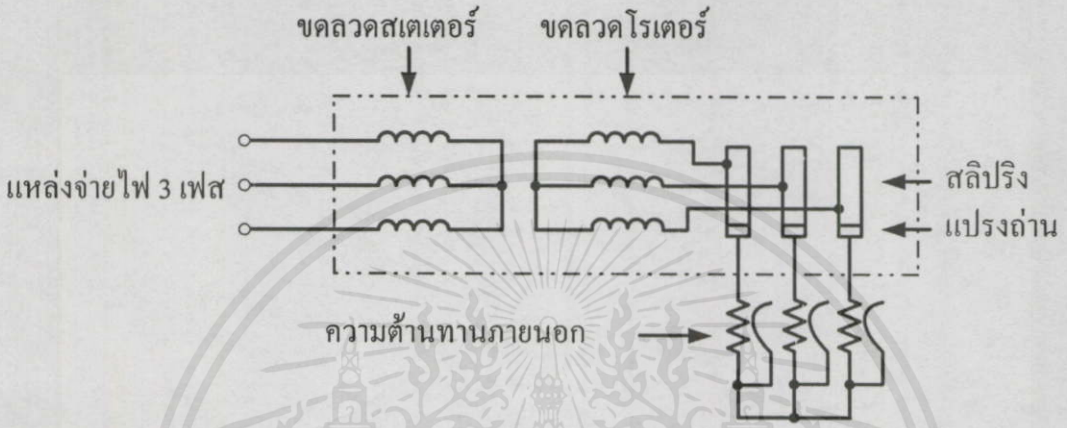 ขดลวดสเตเตอร์
ขดลวดโรเตอร์
แหล่งจ่ายไฟ 3 เฟส
สลิปริง
แปรงถ่าน
ความต้านทานภายนอก